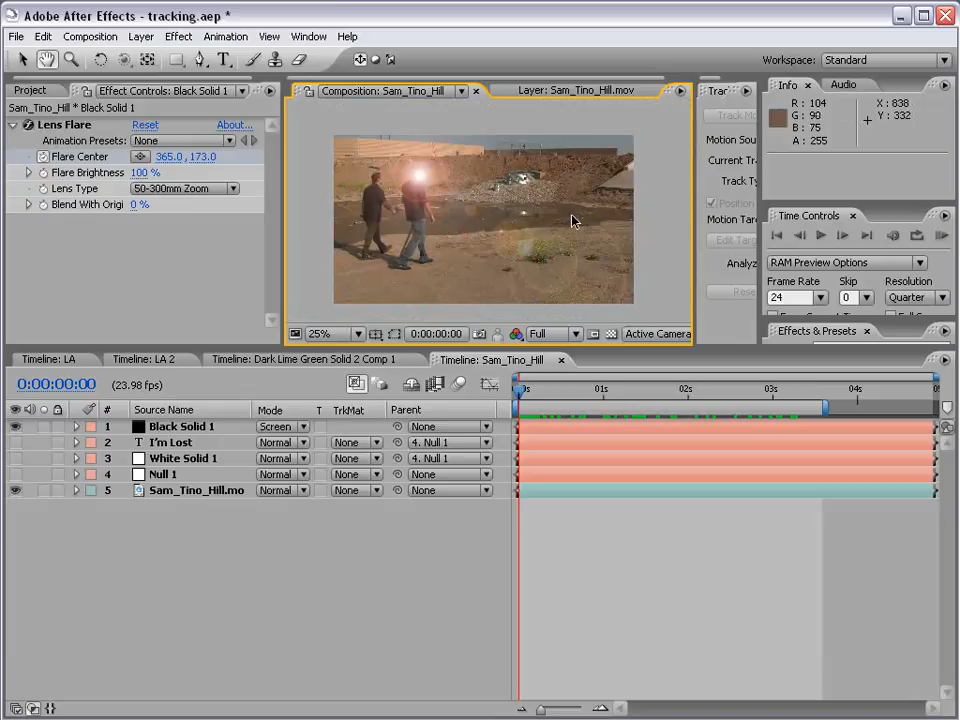 Adobe After Effects - tracking.aep *
File Edit Composition Layer Effect Animation View Window Help
T
Workspace: Standard
Project Effect Controls: Black Solid 1
Composition: Sam_Tino_Hill
Layer: Sam_Tino_Hill.mov
Info Audio
Sam_Tino_Hill * Black Solid 1
Lens Flare Reset About...
Animation Presets: None
Flare Center 365.0, 173.0
Flare Brightness 100 %
Lens Type 50-300mm Zoom
Blend With Origi 0 %
Track Mo
Motion Sou
Current Tra
Track Ty
Position
Motion Targ
Edit Targ
Analyz
Rese
R: 104
G: 90
B: 75
A: 255
X: 838
Y: 332
Time Controls
RAM Preview Options
Frame Rate Skip Resolution
24 0 Quarter
Effects & Presets
25% 0:00:00:00 Full Active Camera
Timeline: LA Timeline: LA 2 Timeline: Dark Lime Green Solid 2 Comp 1 Timeline: Sam_Tino_Hill
0:00:00:00 (23.98 fps)
01s 02s 03s 04s
# Source Name Mode T TrkMat Parent
1 Black Solid 1 Screen None
2 T I'm Lost Normal None 4. Null 1
3 White Solid 1 Normal None 4. Null 1
4 Null 1 Normal None None
5 Sam_Tino_Hill.mo Normal None None